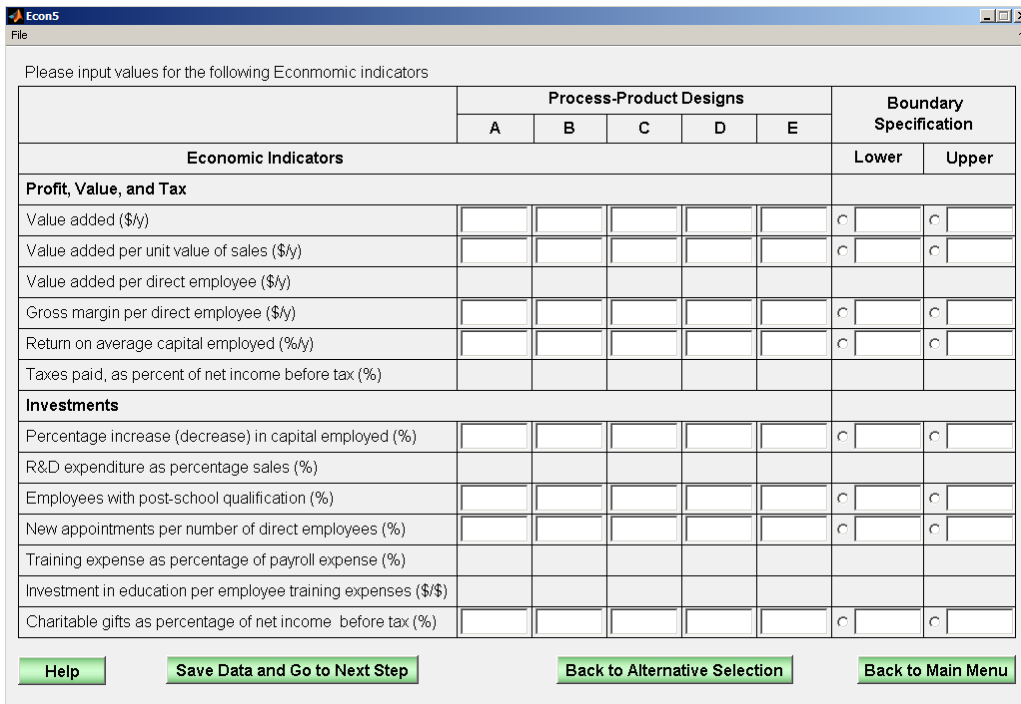 Econ5
File
Please input values for the following Econmomic indicators
Process-Product Designs
Boundary
Specification
A B C D E
Economic Indicators
Lower Upper
Profit, Value, and Tax
Value added ($/y)
Value added per unit value of sales ($/y)
Value added per direct employee ($/y)
Gross margin per direct employee ($/y)
Return on average capital employed (%/y)
Taxes paid, as percent of net income before tax (%)
Investments
Percentage increase (decrease) in capital employed (%)
R&D expenditure as percentage sales (%)
Employees with post-school qualification (%)
New appointments per number of direct employees (%)
Training expense as percentage of payroll expense (%)
Investment in education per employee training expenses ($/$)
Charitable gifts as percentage of net income before tax (%)
Help Save Data and Go to Next Step Back to Alternative Selection Back to Main Menu